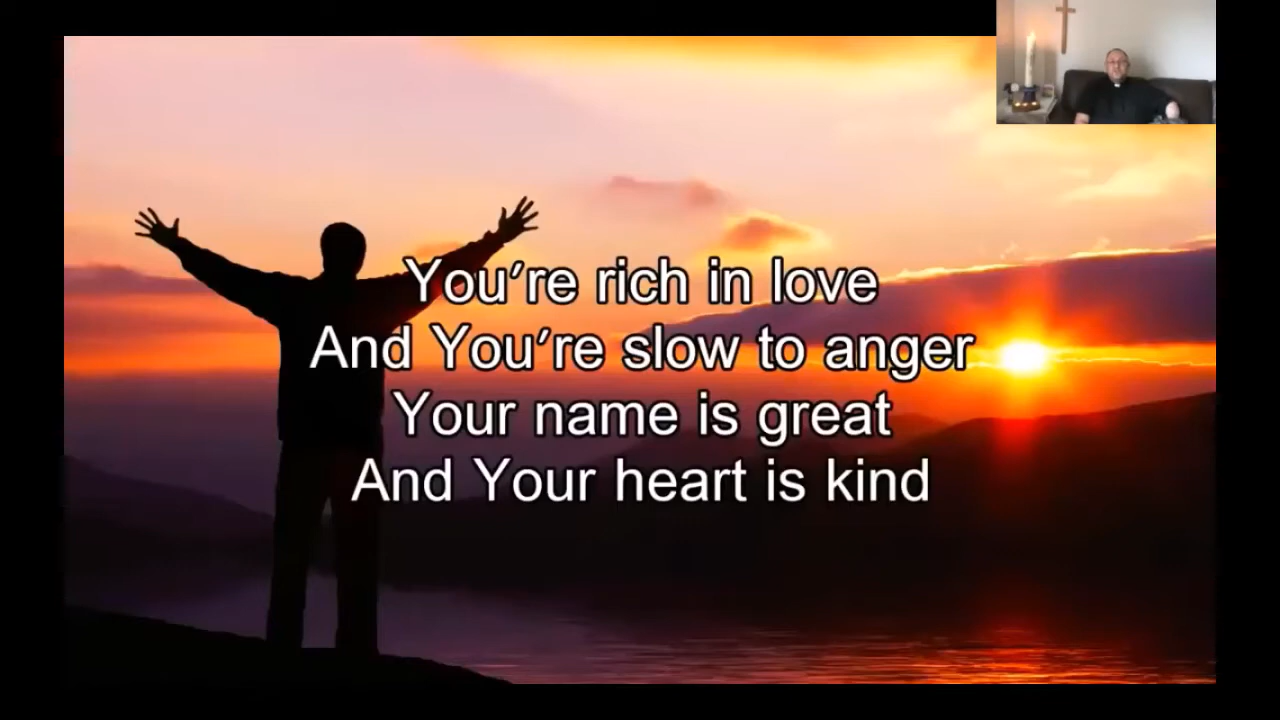 You’re rich in love
And You’re slow to anger
Your name is great
And Your heart is kind